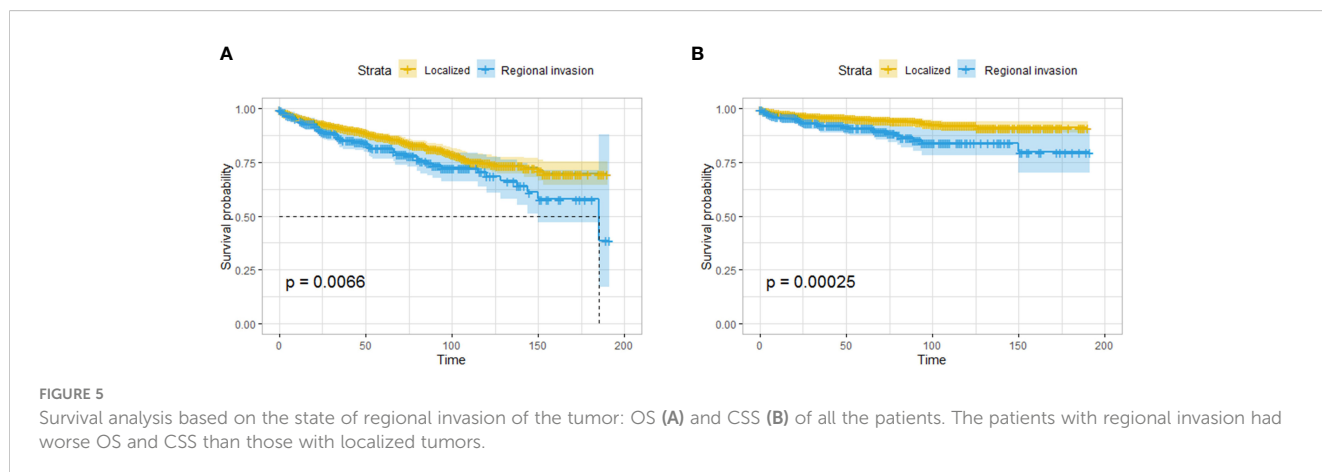 A
B
Strata Localized Regional invasion
Strata Localized Regional invasion
1.00
0.75
0.50
0.25
0.00
Survival probability
p = 0.0066
0 50 100 150 200
Time
1.00
0.75
0.50
0.25
0.00
Survival probability
p = 0.00025
0 50 100 150 200
Time
FIGURE 5
Survival analysis based on the state of regional invasion of the tumor: OS (A) and CSS (B) of all the patients. The patients with regional invasion had
worse OS and CSS than those with localized tumors.